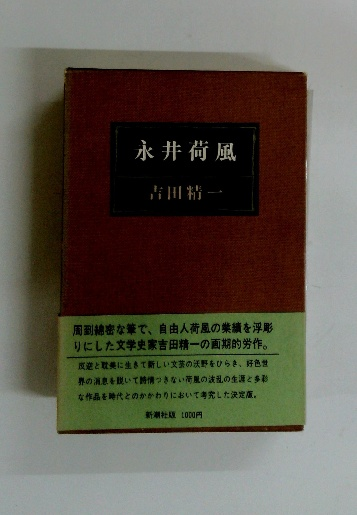 永井荷風
吉田精一
周到綿密な筆で、自由人荷風の業績を浮彫
りにした文学史家吉田精一の画期的労作。
反逆と耽美に生きて新しい文芸の沃野をひらき、好色世
界の消息を説いて詩情つきない荷風の波乱の生涯と多彩
な作品を時代とのかかわりにおいて考究した決定版。
新潮社版 1000円